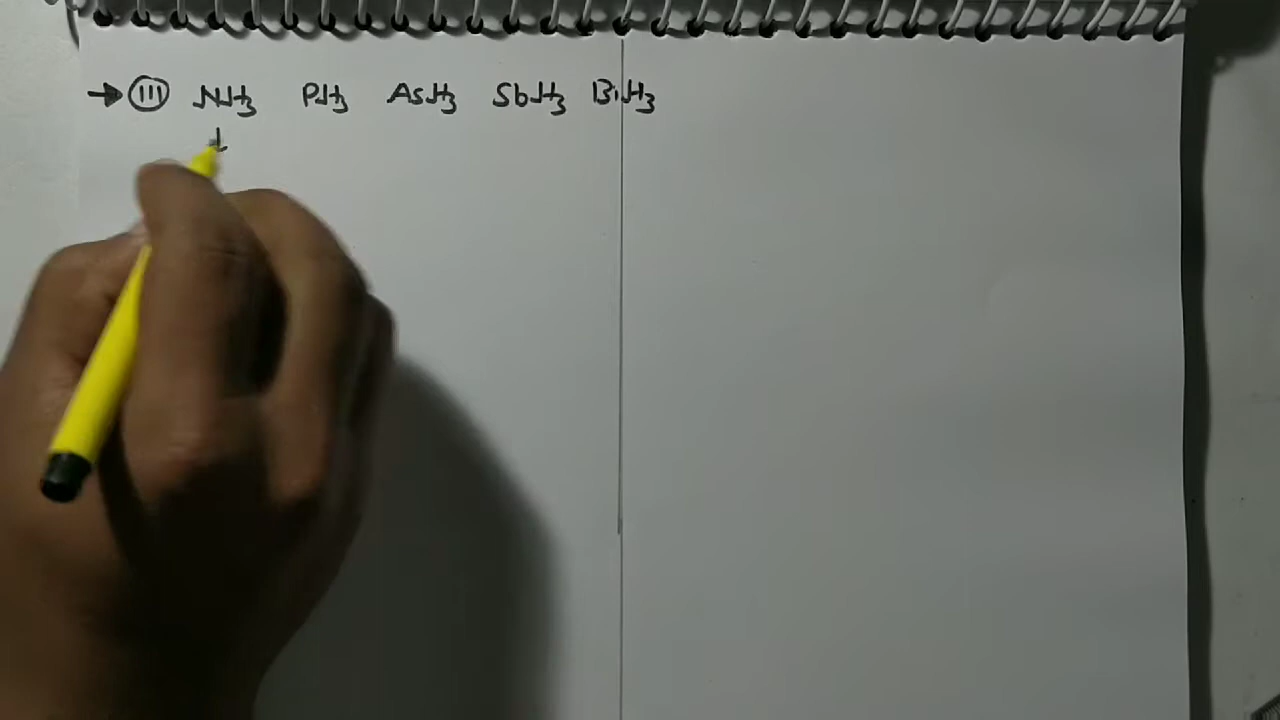 → (III) NH3 PH3 AsH3 SbH3 BiH3
↓